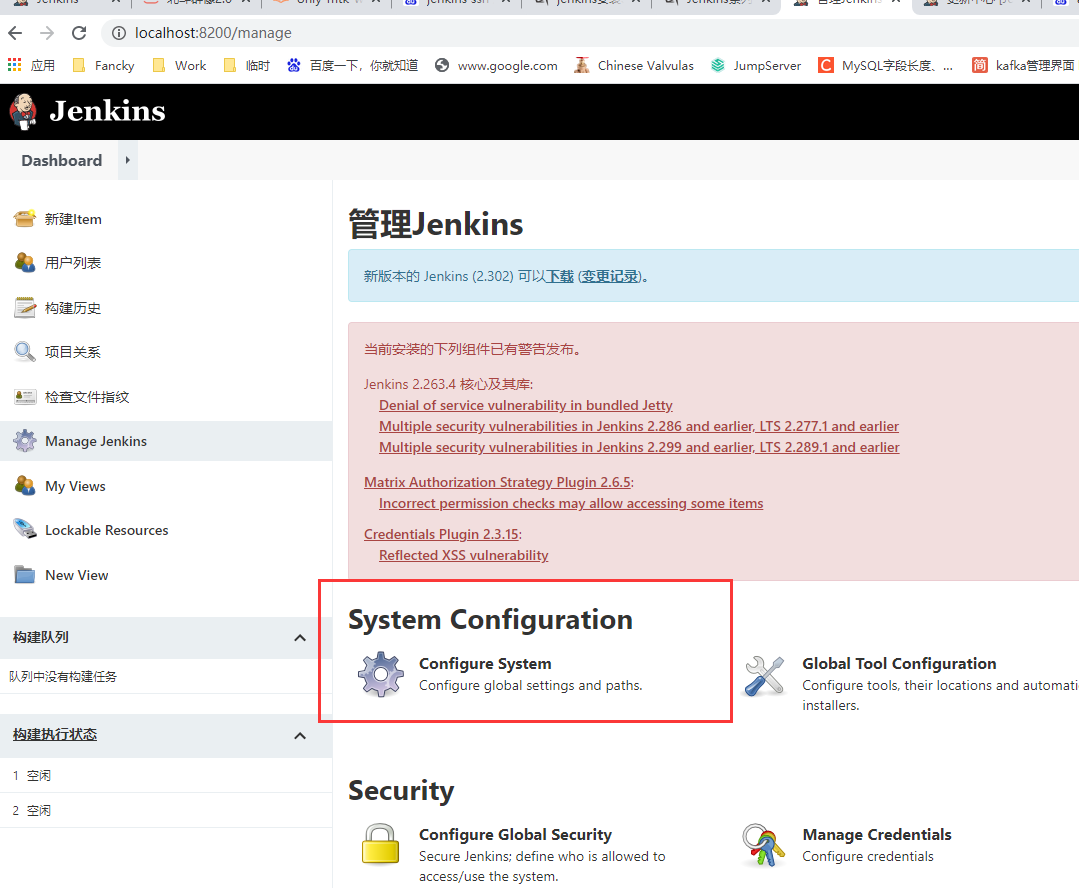 Jenkins
localhost:8200/manage
应用 Fancky Work 临时 百度一下，你就知道 www.google.com Chinese Valvulas JumpServer MySQL字段长度、... kafka管理界面
Jenkins
Dashboard
新建Item
用户列表
构建历史
项目关系
检查文件指纹
Manage Jenkins
My Views
Lockable Resources
New View
构建队列
队列中没有构建任务
构建执行状态
1 空闲
2 空闲
管理Jenkins
新版本的 Jenkins (2.302) 可以下载 (变更记录)。
当前安装的下列组件已有警告发布。
Jenkins 2.263.4 核心及其库:
Denial of service vulnerability in bundled Jetty
Multiple security vulnerabilities in Jenkins 2.286 and earlier, LTS 2.277.1 and earlier
Multiple security vulnerabilities in Jenkins 2.299 and earlier, LTS 2.289.1 and earlier
Matrix Authorization Strategy Plugin 2.6.5:
Incorrect permission checks may allow accessing some items
Credentials Plugin 2.3.15:
Reflected XSS vulnerability
System Configuration
Configure System
Configure global settings and paths.
Global Tool Configuration
Configure tools, their locations and automati
installers.
Security
Configure Global Security
Secure Jenkins; define who is allowed to
access/use the system.
Manage Credentials
Configure credentials